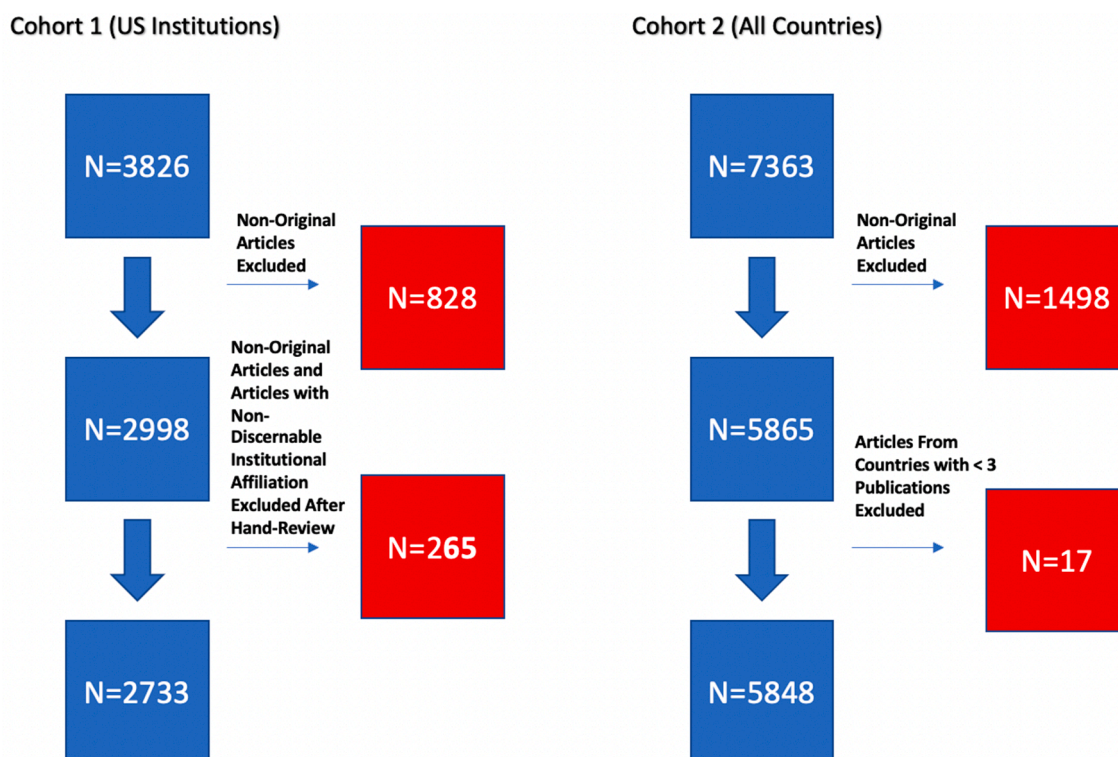 Cohort 1 (US Institutions)
N=3826
Non-Original
Articles
Excluded
N=828
N=2998
Non-Original
Articles and
Articles with
Non-
Discernable
Institutional
Affiliation
Excluded After
Hand-Review
N=265
N=2733
Cohort 2 (All Countries)
N=7363
Non-Original
Articles
Excluded
N=1498
N=5865
Articles From
Countries with < 3
Publications
Excluded
N=17
N=5848